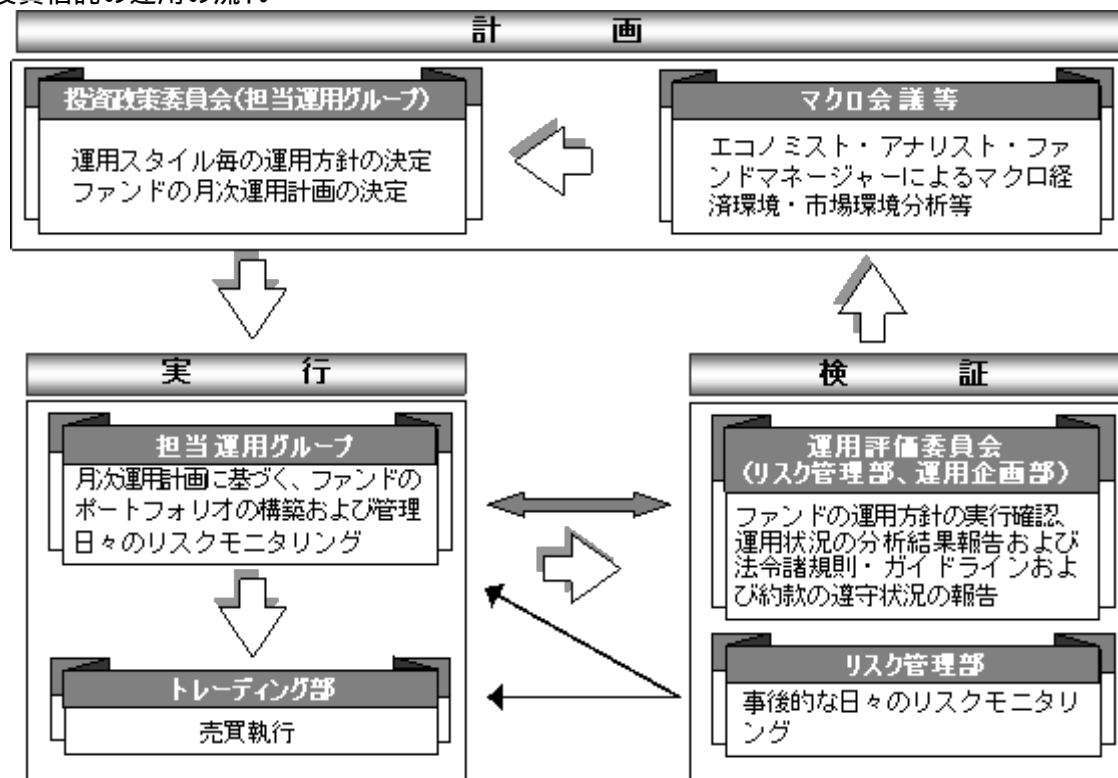 投資信託の運用の流れ
計 画
投資政策委員会(担当運用グループ)
運用スタイル毎の運用方針の決定
ファンドの月次運用計画の決定
マクロ会議等
エコノミスト・アナリスト・ファ
ンドマネージャーによるマクロ経
済環境・市場環境分析等
実 行
担当運用グループ
月次運用計画に基づく、ファンドの
ポートフォリオの構築および管理
日々のリスクモニタリング
トレーディング部
売買執行
検 証
運用評価委員会
(リスク管理部、運用企画部)
ファンドの運用方針の実行確認、
運用状況の分析結果報告および
法令諸規則・ガイドラインおよ
び約款の遵守状況の報告
リスク管理部
事後的な日々のリスクモニタリ
ング